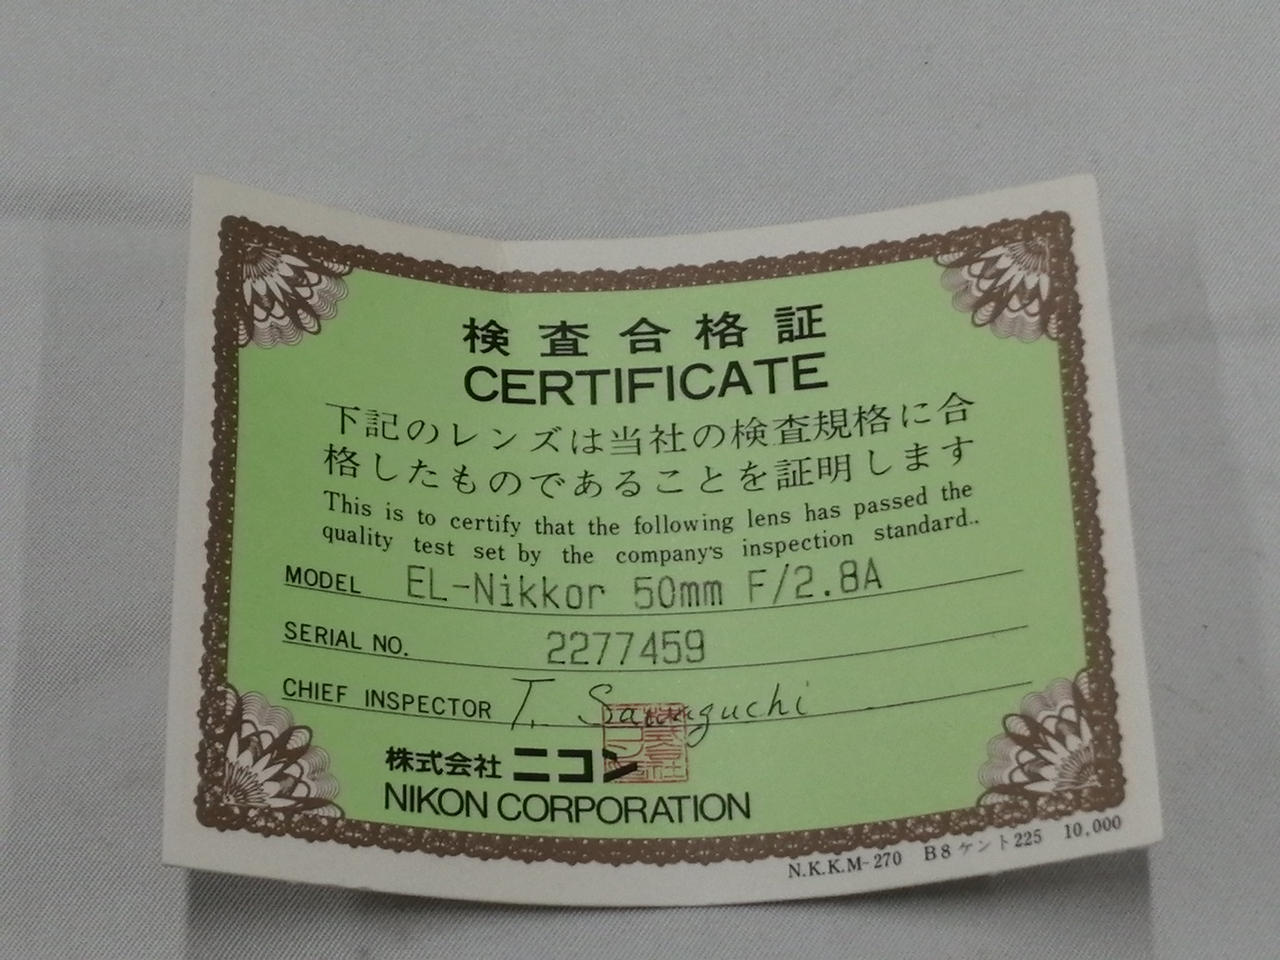 検査合格証
CERTIFICATE
下記のレンズは当社の検査規格に合
格したものであることを証明します
This is to certify that the following lens has passed the
quality test set by the company's inspection standard..
MODEL EL-Nikkor 50mm F/2.8A
SERIAL NO. 2277459
CHIEF INSPECTOR T.
株式会社 ニコン
NIKON CORPORATION
N.K.K.M-270 B8ケント225 10,000